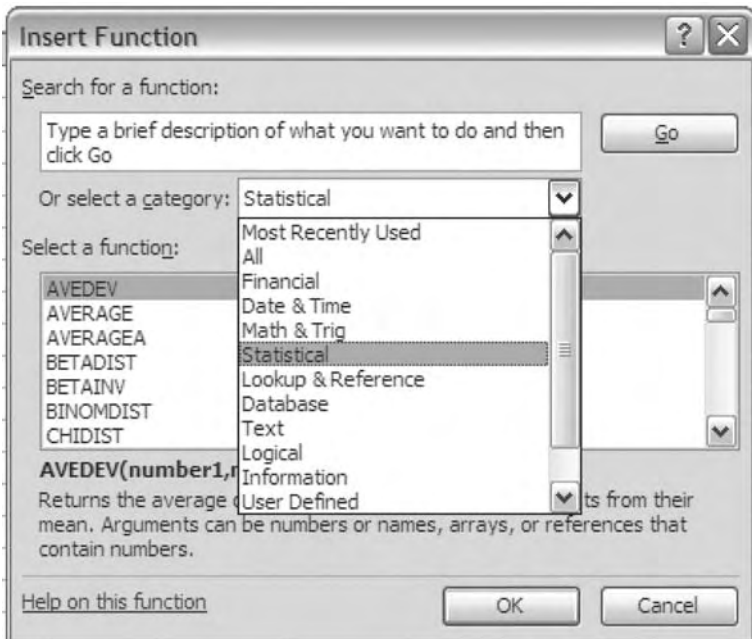 Insert Function
Search for a function:
Type a brief description of what you want to do and then
click Go
Go
Or select a category: Statistical
Most Recently Used
All
Financial
Date & Time
Math & Trig
Statistical
Lookup & Reference
Database
Text
Logical
Information
User Defined
Select a function:
AVEDEV
AVERAGE
AVERAGEA
BETADIST
BETAINV
BINOMDIST
CHIDIST
AVEDEV(number1,
Returns the average ts from their
mean. Arguments can be numbers or names, arrays, or references that
contain numbers.
Help on this function
OK
Cancel